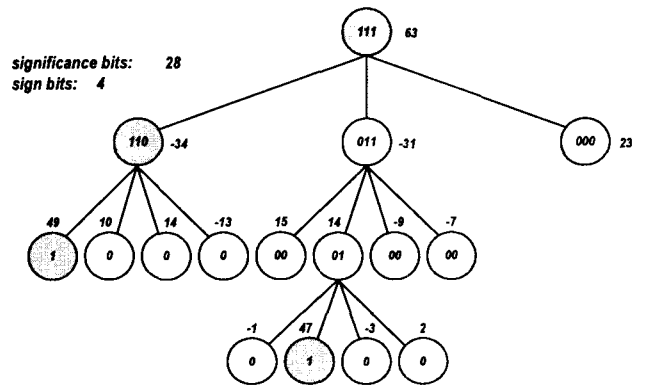 111 63
significance bits: 28
sign bits: 4
110 -34 011 -31 000 23
49 10 14 -13 15 14 -9 -7
1 0 0 0 00 01 00 00
-1 47 -3 2
0 1 0 0